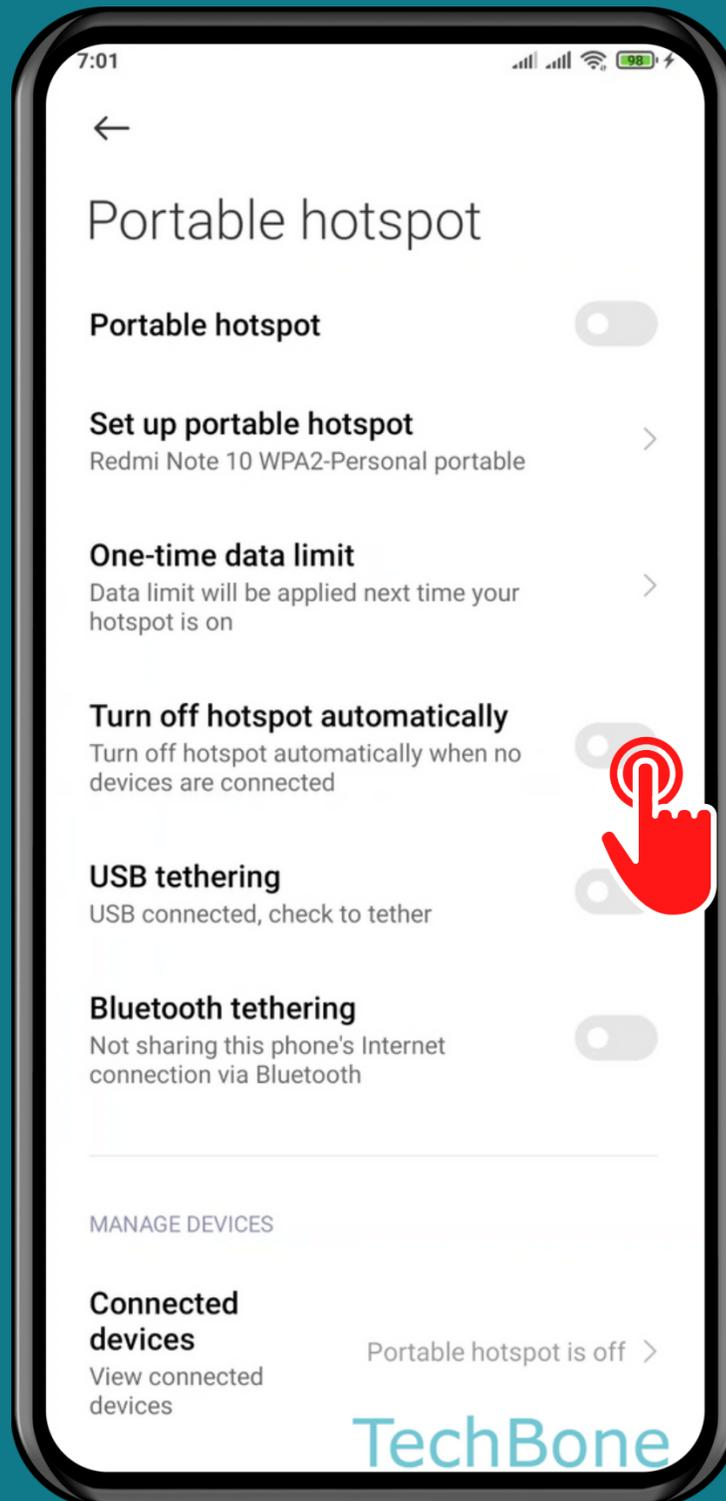 7:01
98
Portable hotspot
Portable hotspot
Set up portable hotspot
Redmi Note 10 WPA2-Personal portable
One-time data limit
Data limit will be applied next time your
hotspot is on
Turn off hotspot automatically
Turn off hotspot automatically when no
devices are connected
USB tethering
USB connected, check to tether
Bluetooth tethering
Not sharing this phone's Internet
connection via Bluetooth
MANAGE DEVICES
Connected
devices
View connected
devices
Portable hotspot is off
TechBone